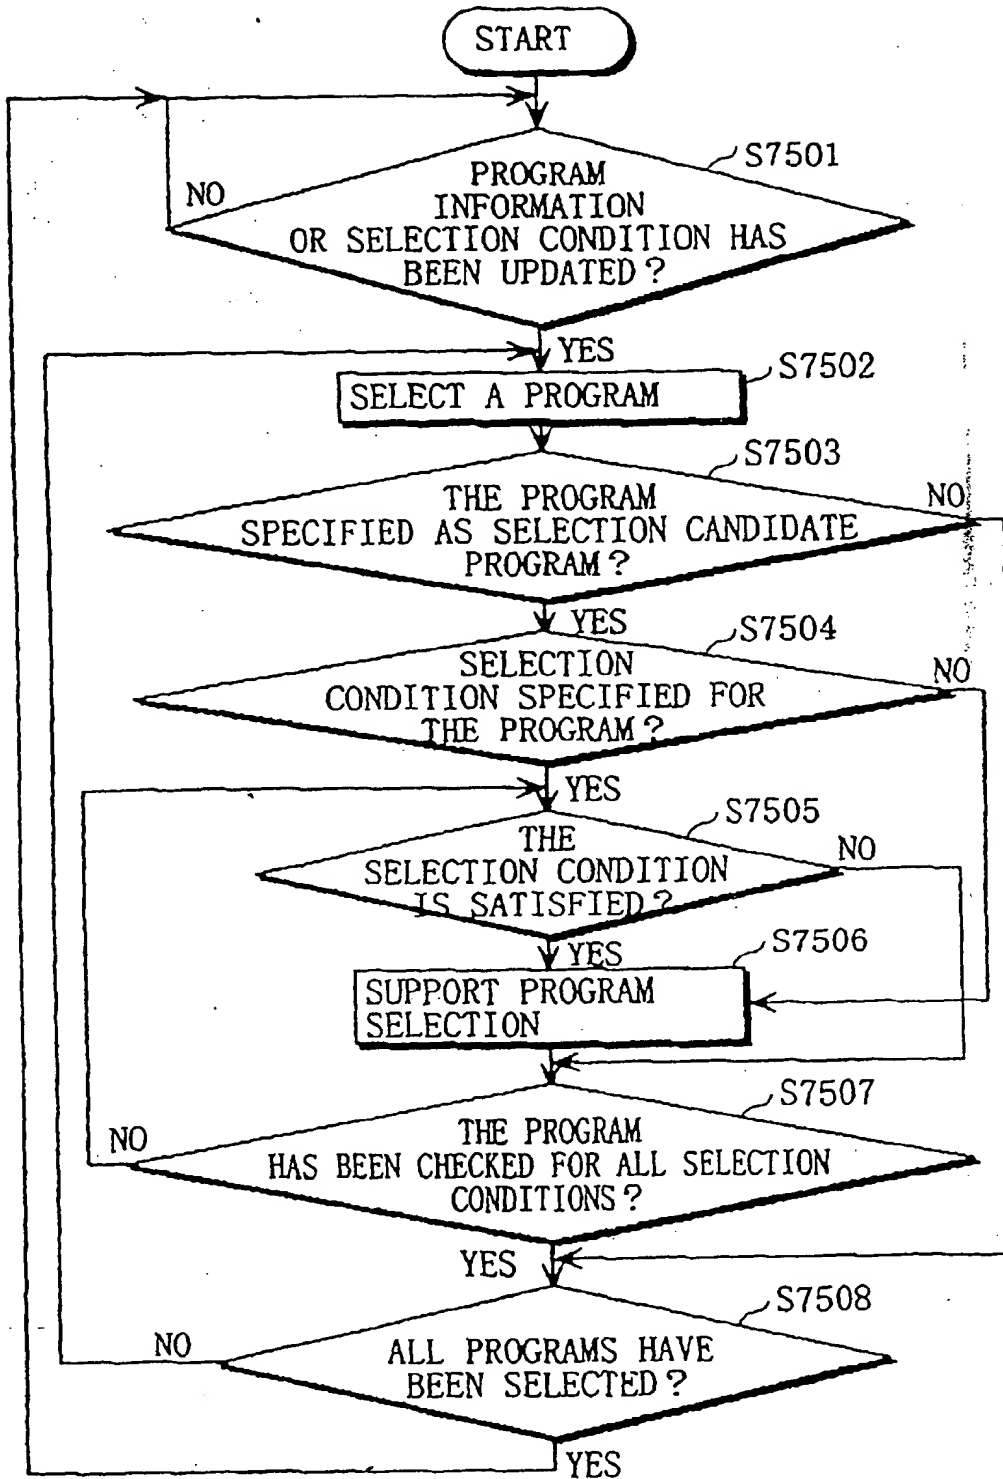 START
S7501
PROGRAM
INFORMATION
OR SELECTION CONDITION HAS
BEEN UPDATED?
NO
YES
S7502
SELECT A PROGRAM
S7503
THE PROGRAM
SPECIFIED AS SELECTION CANDIDATE
PROGRAM?
NO
YES
S7504
SELECTION
CONDITION SPECIFIED FOR
THE PROGRAM?
NO
YES
S7505
THE
SELECTION CONDITION
IS SATISFIED?
NO
YES
S7506
SUPPORT PROGRAM
SELECTION
S7507
THE PROGRAM
HAS BEEN CHECKED FOR ALL SELECTION
CONDITIONS?
NO
YES
S7508
ALL PROGRAMS HAVE
BEEN SELECTED?
NO
YES